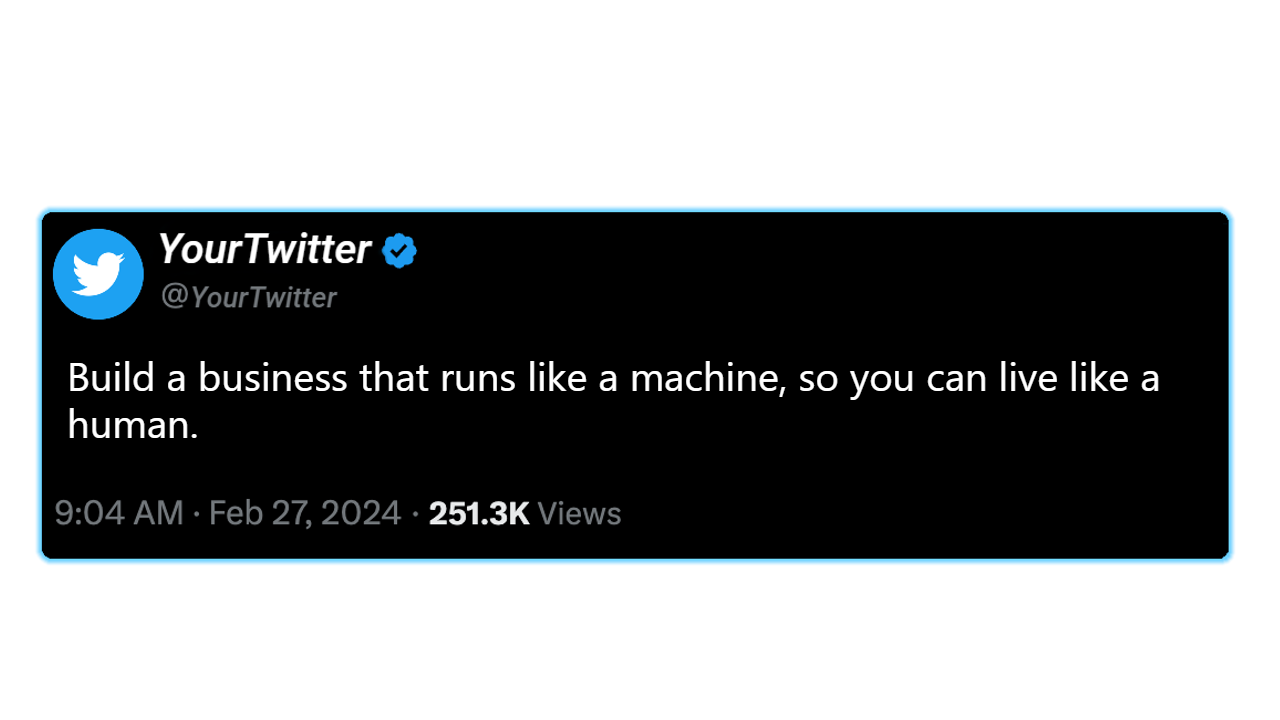 YourTwitter
@YourTwitter
Build a business that runs like a machine, so you can live like a
human.
9:04 AM · Feb 27, 2024 · 251.3K Views